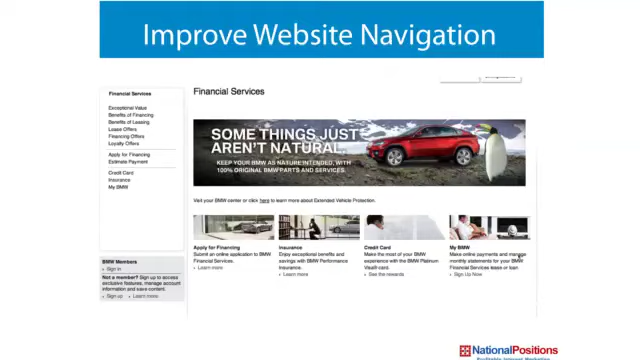 Improve Website Navigation
Financial Services
Exceptional Value
Benefits of Financing
Benefits of Leasing
Lease Offers
Financing Offers
Loyalty Offers
Apply for Financing
Estimate Payment
Credit Card
Insurance
My BMW
BMW Members
Sign in
Not a member? Sign up to access
exclusive features, manage account
information and save content.
Sign up
Learn more
Financial Services
SOME THINGS JUST
AREN'T NATURAL.
KEEP YOUR BMW AS NATURE INTENDED, WITH
100% ORIGINAL BMW PARTS AND SERVICES.
Visit your BMW center or click here to learn more about Extended Vehicle Protection.
Apply for Financing
Submit an online application to BMW
Financial Services.
Learn more
Insurance
Enjoy exceptional benefits and
savings with BMW Performance
Insurance.
Learn more
Credit Card
Make the most of your BMW
experience with the BMW Platinum
Visa® card.
See the rewards
My BMW
Make online payments and manage
monthly statements for your BMW
Financial Services lease or loan
Sign Up Now
NationalPositions